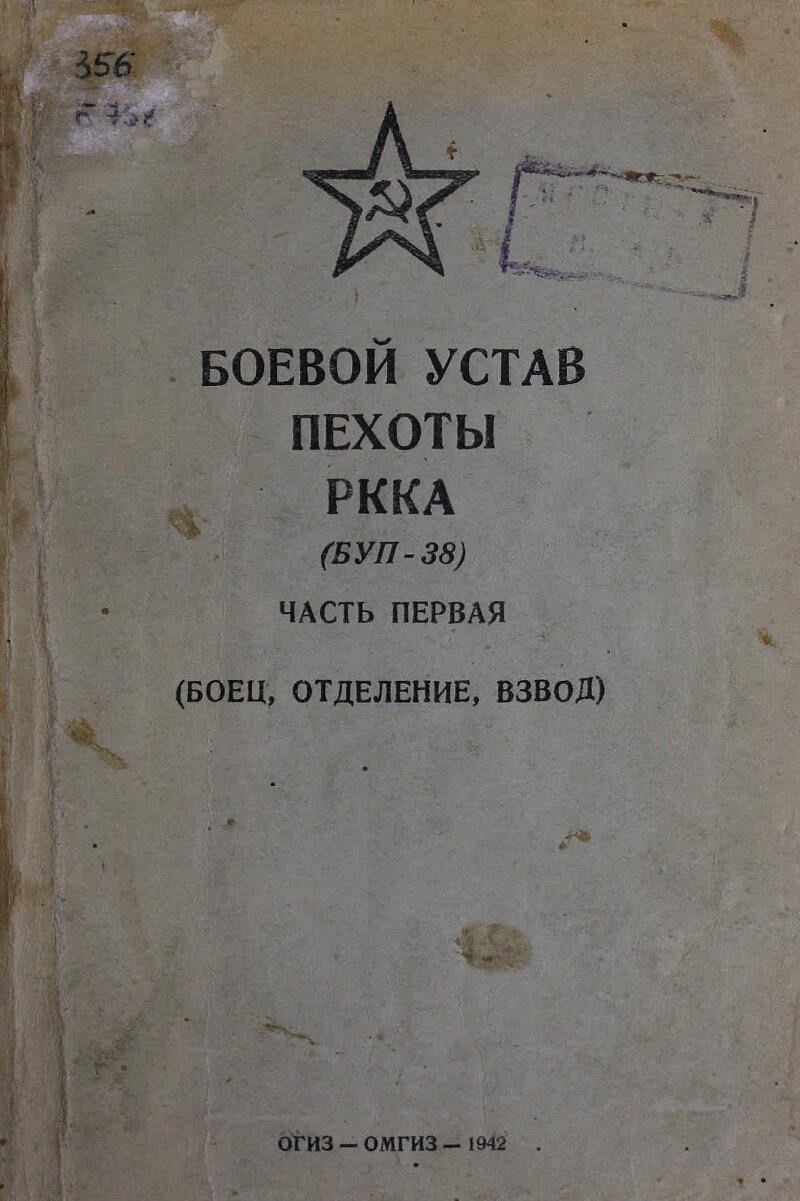 356
БОЕВОЙ УСТАВ
ПЕХОТЫ
РККА
(БУП-38)
ЧАСТЬ ПЕРВАЯ
(БОЕЦ, ОТДЕЛЕНИЕ, ВЗВОД)
ОГИЗ — ОМГИЗ — 1942